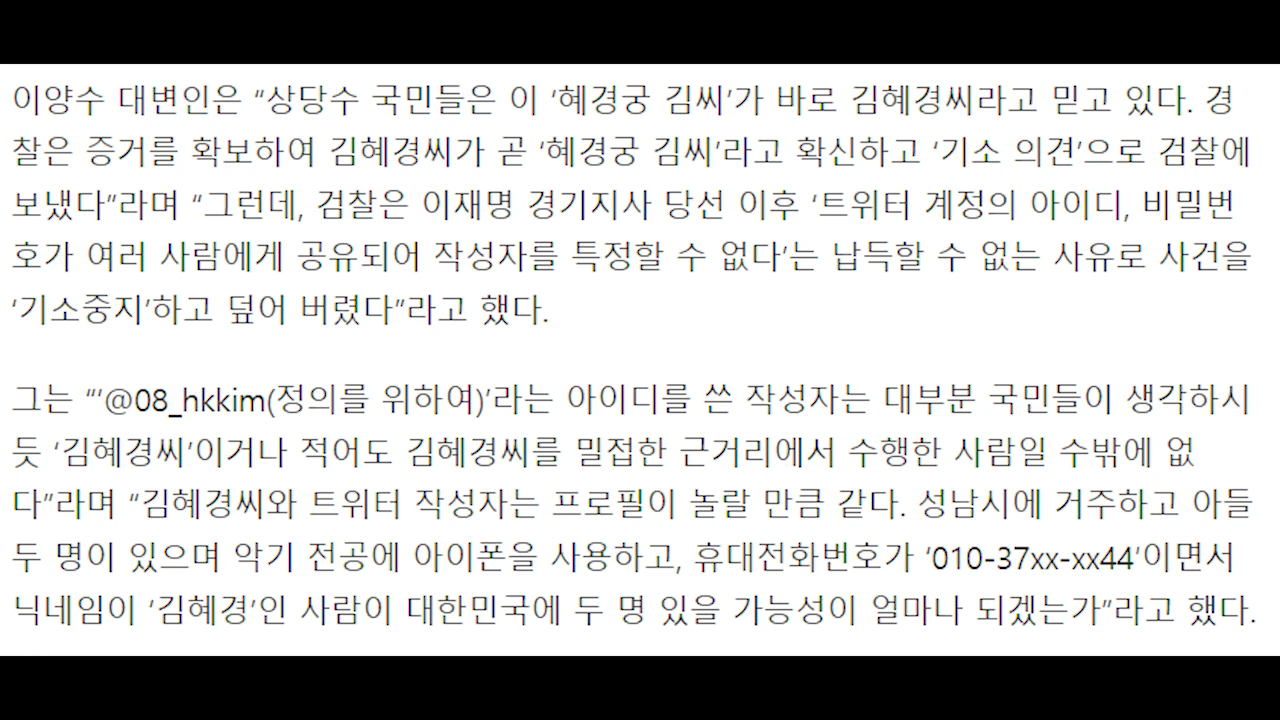 이양수 대변인은 “상당수 국민들은 이 ‘혜경궁 김씨’가 바로 김혜경씨라고 믿고 있다. 경
찰은 증거를 확보하여 김혜경씨가 곧 ‘혜경궁 김씨’라고 확신하고 ‘기소 의견’으로 검찰에
보냈다”라며 “그런데, 검찰은 이재명 경기지사 당선 이후 ‘트위터 계정의 아이디, 비밀번
호가 여러 사람에게 공유되어 작성자를 특정할 수 없다’는 납득할 수 없는 사유로 사건을
‘기소중지’하고 덮어 버렸다”라고 했다.
그는 “‘@08_hkkim(정의를 위하여)’라는 아이디를 쓴 작성자는 대부분 국민들이 생각하시
듯 ‘김혜경씨’이거나 적어도 김혜경씨를 밀접한 근거리에서 수행한 사람일 수밖에 없
다”라며 “김혜경씨와 트위터 작성자는 프로필이 놀랄 만큼 같다. 성남시에 거주하고 아들
두 명이 있으며 악기 전공에 아이폰을 사용하고, 휴대전화번호가 ‘010-37xx-xx44’이면서
닉네임이 ‘김혜경’인 사람이 대한민국에 두 명 있을 가능성이 얼마나 되겠는가”라고 했다.